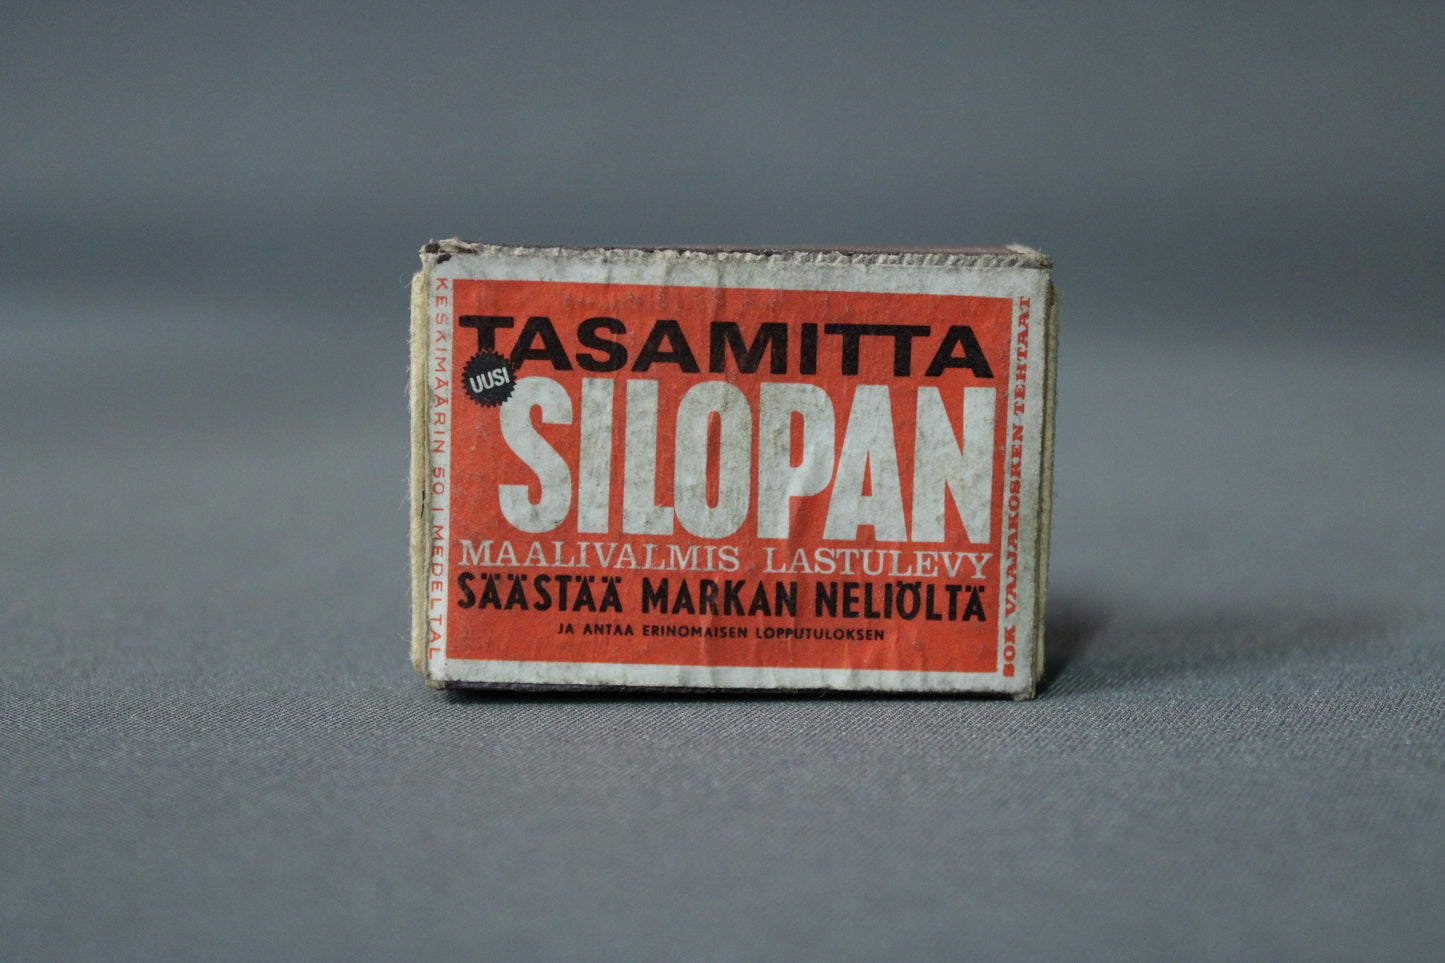 TASAMITTA
UUSI
SILOPAN
MAALIVALMIS LASTULEVY
SÄÄSTÄÄ MARKAN NELIÖLTÄ
JA ANTAA ERINOMAISEN LOPPUTULOKSEN
KESKIMÄÄRIN 50 I MEDELTAL
SOK VAAJAKOSKEN TEHTAAT